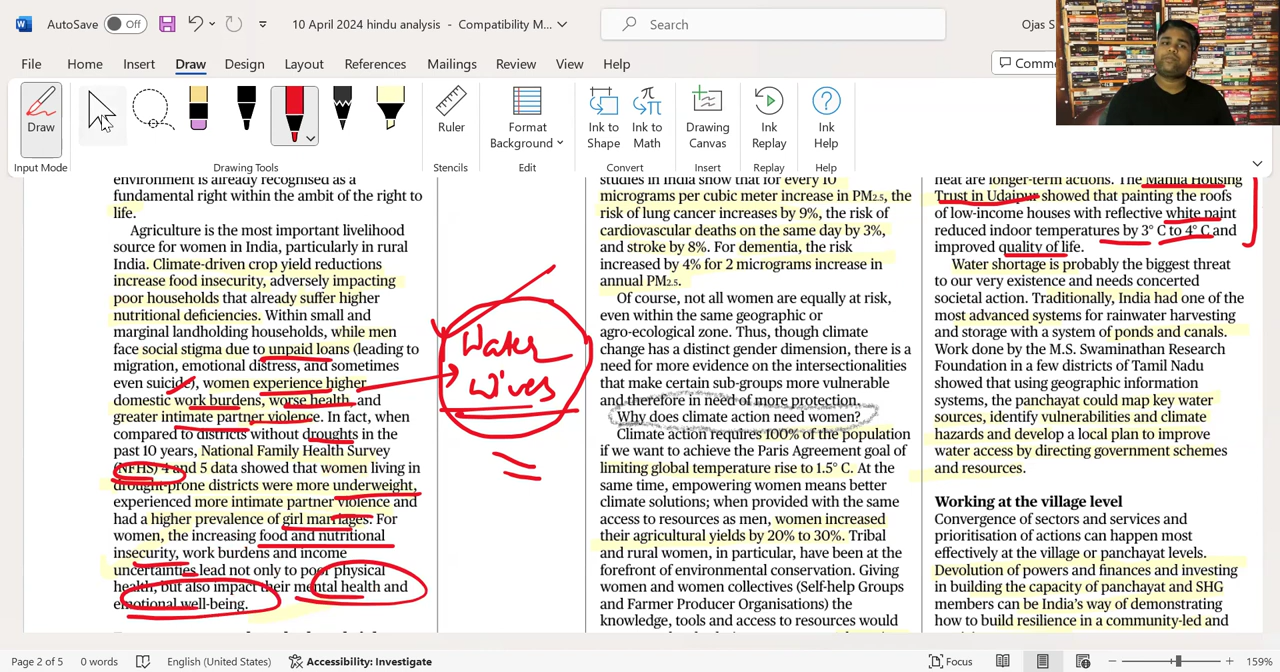 AutoSave Off
10 April 2024 hindu analysis - Compatibility M...
Search
Ojas S
File Home Insert Draw Design Layout References Mailings Review View Help
Comme
Draw
Ruler
Format Background
Ink to Shape
Ink to Math
Drawing Canvas
Ink Replay
Ink Help
Input Mode
Drawing Tools
Stencils
Edit
Convert
Insert
Replay
Help
environment is already recognised as a
fundamental right within the ambit of the right to
life.
Agriculture is the most important livelihood
source for women in India, particularly in rural
India. Climate-driven crop yield reductions
increase food insecurity, adversely impacting
poor households that already suffer higher
nutritional deficiencies. Within small and
marginal landholding households, while men
face social stigma due to unpaid loans (leading to
migration, emotional distress, and sometimes
even suicide), women experience higher
domestic work burdens, worse health, and
greater intimate partner violence. In fact, when
compared to districts without droughts in the
past 10 years, National Family Health Survey
(NFHS) 4 and 5 data showed that women living in
drought-prone districts were more underweight,
experienced more intimate partner violence and
had a higher prevalence of girl marriages. For
women, the increasing food and nutritional
insecurity, work burdens and income
uncertainties lead not only to poor physical
health, but also impact their mental health and
emotional well-being.
Water
Wives
studies in India show that for every 10
micrograms per cubic meter increase in PM2.5, the
risk of lung cancer increases by 9%, the risk of
cardiovascular deaths on the same day by 3%,
and stroke by 8%. For dementia, the risk
increased by 4% for 2 micrograms increase in
annual PM2.5.
Of course, not all women are equally at risk,
even within the same geographic or
agro-ecological zone. Thus, though climate
change has a distinct gender dimension, there is a
need for more evidence on the intersectionalities
that make certain sub-groups more vulnerable
and therefore in need of more protection.
Why does climate action need women?
Climate action requires 100% of the population
if we want to achieve the Paris Agreement goal of
limiting global temperature rise to 1.5° C. At the
same time, empowering women means better
climate solutions; when provided with the same
access to resources as men, women increased
their agricultural yields by 20% to 30%. Tribal
and rural women, in particular, have been at the
forefront of environmental conservation. Giving
women and women collectives (Self-help Groups
and Farmer Producer Organisations) the
knowledge, tools and access to resources would
heat are longer-term actions. The Manila Housing
Trust in Udaipur showed that painting the roofs
of low-income houses with reflective white paint
reduced indoor temperatures by 3° C to 4° C and
improved quality of life.
Water shortage is probably the biggest threat
to our very existence and needs concerted
societal action. Traditionally, India had one of the
most advanced systems for rainwater harvesting
and storage with a system of ponds and canals.
Work done by the M.S. Swaminathan Research
Foundation in a few districts of Tamil Nadu
showed that using geographic information
systems, the panchayat could map key water
sources, identify vulnerabilities and climate
hazards and develop a local plan to improve
water access by directing government schemes
and resources.
Working at the village level
Convergence of sectors and services and
prioritisation of actions can happen most
effectively at the village or panchayat levels.
Devolution of powers and finances and investing
in building the capacity of panchayat and SHG
members can be India's way of demonstrating
how to build resilience in a community-led and
Page 2 of 5
0 words
English (United States)
Accessibility: Investigate
Focus
159%